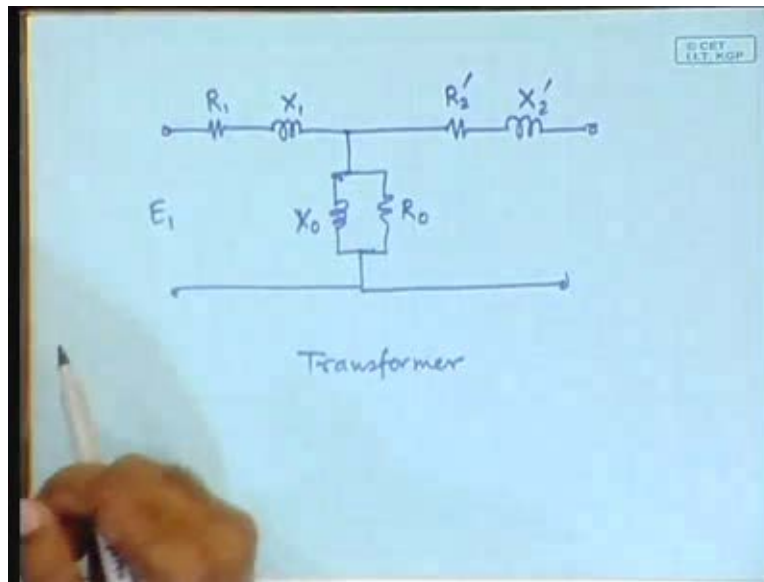 © CET
I.I.T. KGP
R₁ X₁ R₂′ X₂′
E₁ X₀ R₀
Transformer